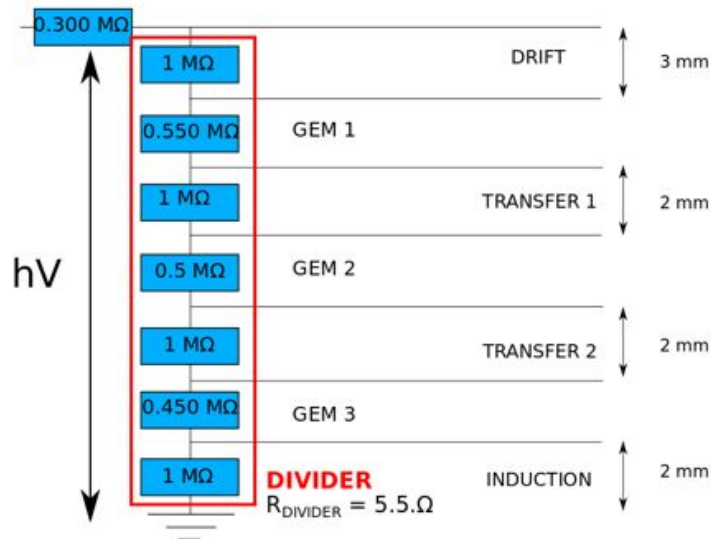 0.300 MΩ
1 MΩ
DRIFT
3 mm
0.550 MΩ
GEM 1
1 MΩ
TRANSFER 1
2 mm
hV
0.5 MΩ
GEM 2
1 MΩ
TRANSFER 2
2 mm
0.450 MΩ
GEM 3
1 MΩ
DIVIDER
INDUCTION
2 mm
R_DIVIDER = 5.5.Ω